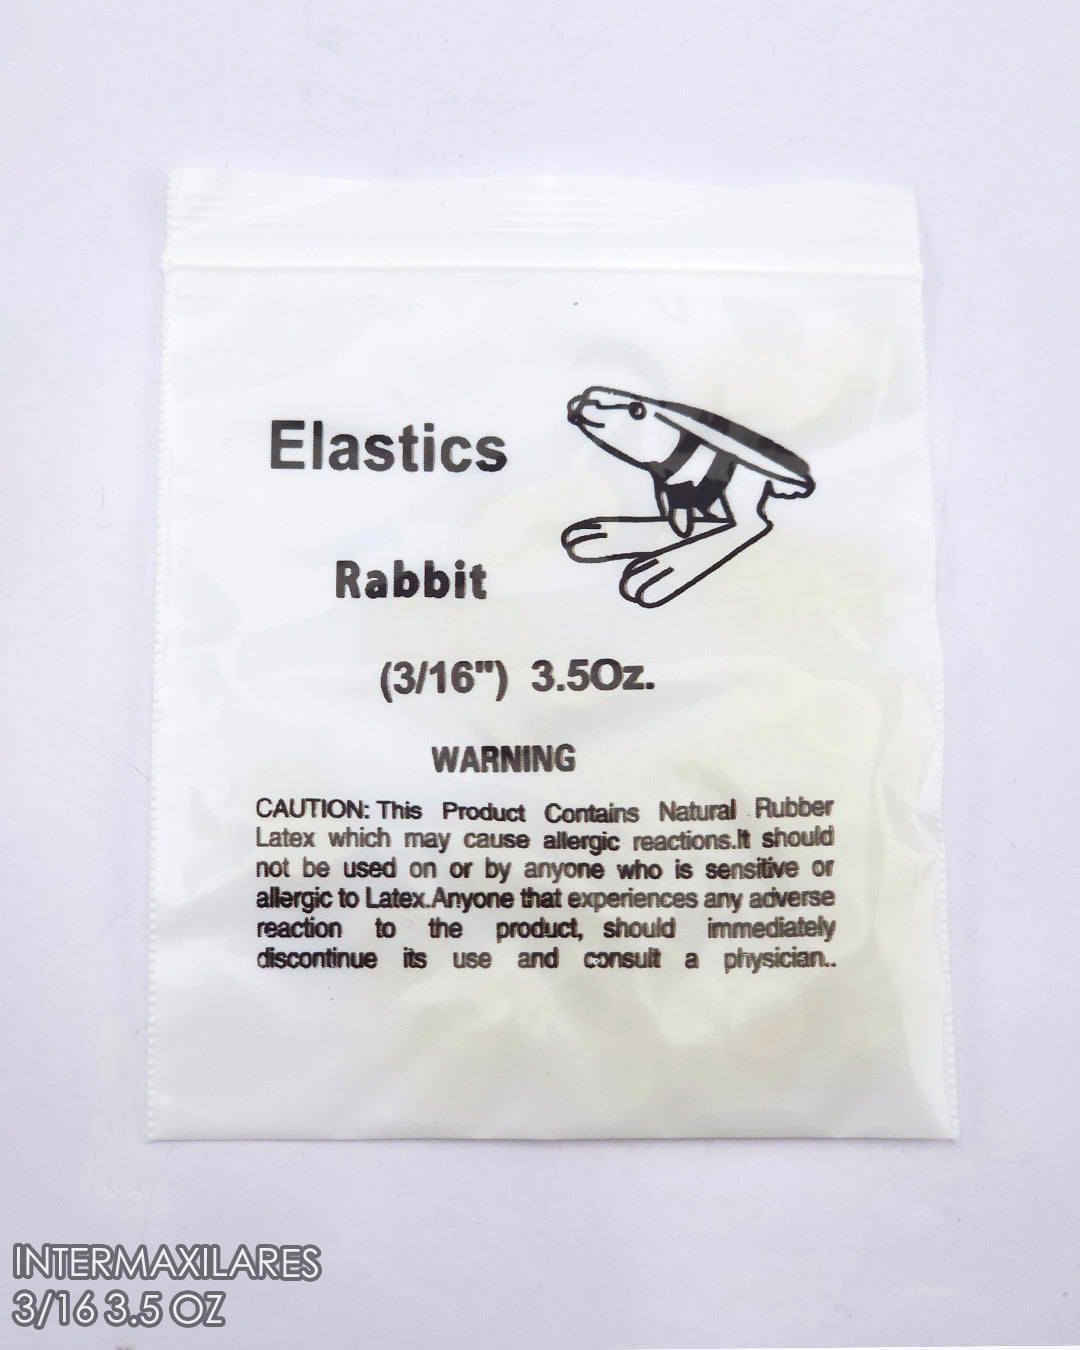 Elastics
Rabbit
(3/16") 3.5Oz.
WARNING
CAUTION: This Product Contains Natural Rubber
Latex which may cause allergic reactions.It should
not be used on or by anyone who is sensitive or
allergic to Latex.Anyone that experiences any adverse
reaction to the product, should immediately
discontinue its use and consult a physician..
INTERMAXILARES
3/16 3.5 OZ